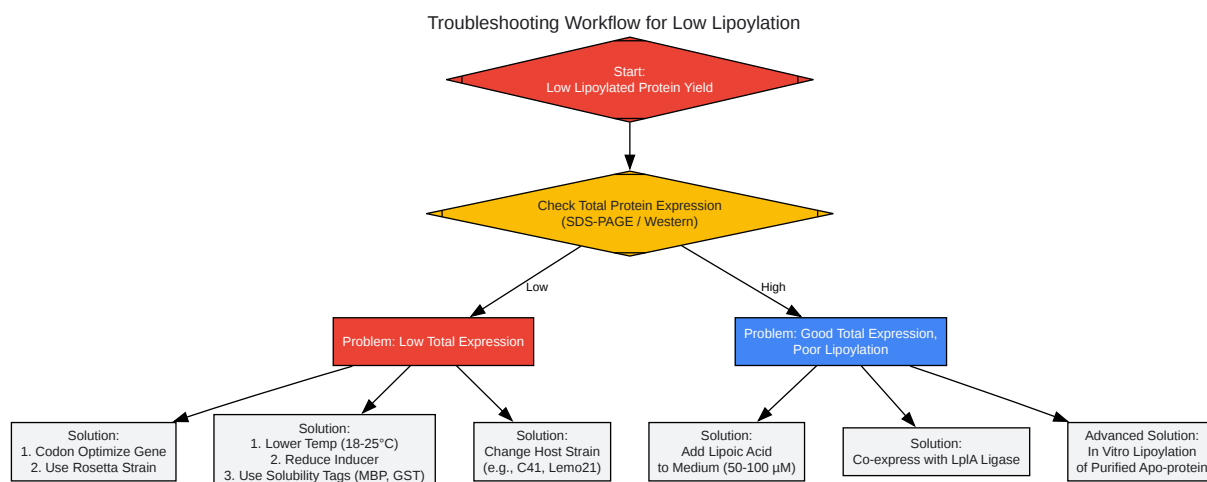 Troubleshooting Workflow for Low Lipoylation
Start:
Low Lipoylated Protein Yield
Check Total Protein Expression
(SDS-PAGE / Western)
Low
High
Problem: Low Total Expression
Problem: Good Total Expression,
Poor Lipoylation
Solution:
1. Codon Optimize Gene
2. Use Rosetta Strain
Solution:
1. Lower Temp (18-25°C)
2. Reduce Inducer
3. Use Solubility Tags (MBP, GST)
Solution:
Change Host Strain
(e.g., C41, Lemo21)
Solution:
Add Lipoic Acid
to Medium (50-100 µM)
Solution:
Co-express with LplA Ligase
Advanced Solution:
In Vitro Lipoylation
of Purified Apo-protein